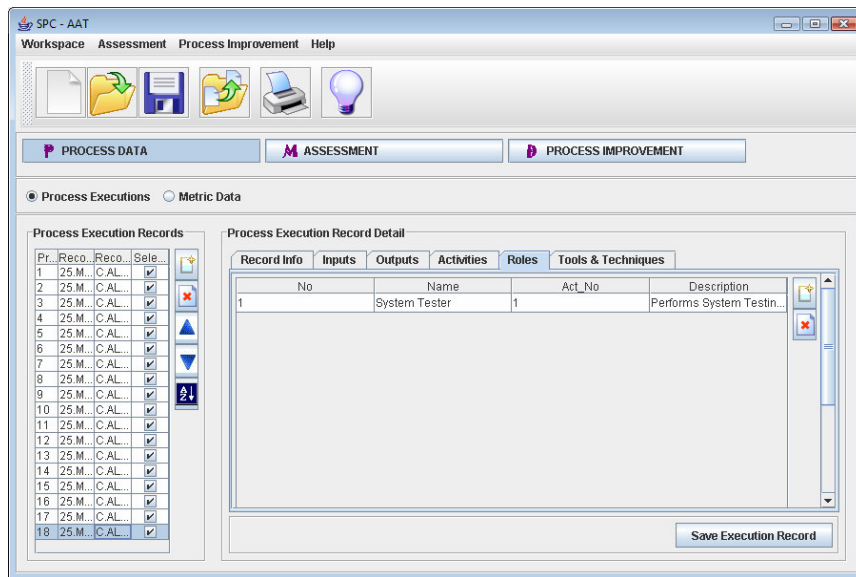 SPC - AAT
Workspace Assessment Process Improvement Help
P PROCESS DATA M ASSESSMENT D PROCESS IMPROVEMENT
Process Executions Metric Data
Process Execution Records
Pr... Reco... Reco... Sele...
1 25.M... C.AL...
2 25.M... C.AL...
3 25.M... C.AL...
4 25.M... C.AL...
5 25.M... C.AL...
6 25.M... C.AL...
7 25.M... C.AL...
8 25.M... C.AL...
9 25.M... C.AL...
10 25.M... C.AL...
11 25.M... C.AL...
12 25.M... C.AL...
13 25.M... C.AL...
14 25.M... C.AL...
15 25.M... C.AL...
16 25.M... C.AL...
17 25.M... C.AL...
18 25.M... C.AL...
A
Z
Process Execution Record Detail
Record Info Inputs Outputs Activities Roles Tools & Techniques
No Name Act_No Description
1 System Tester 1 Performs System Testin...
Save Execution Record